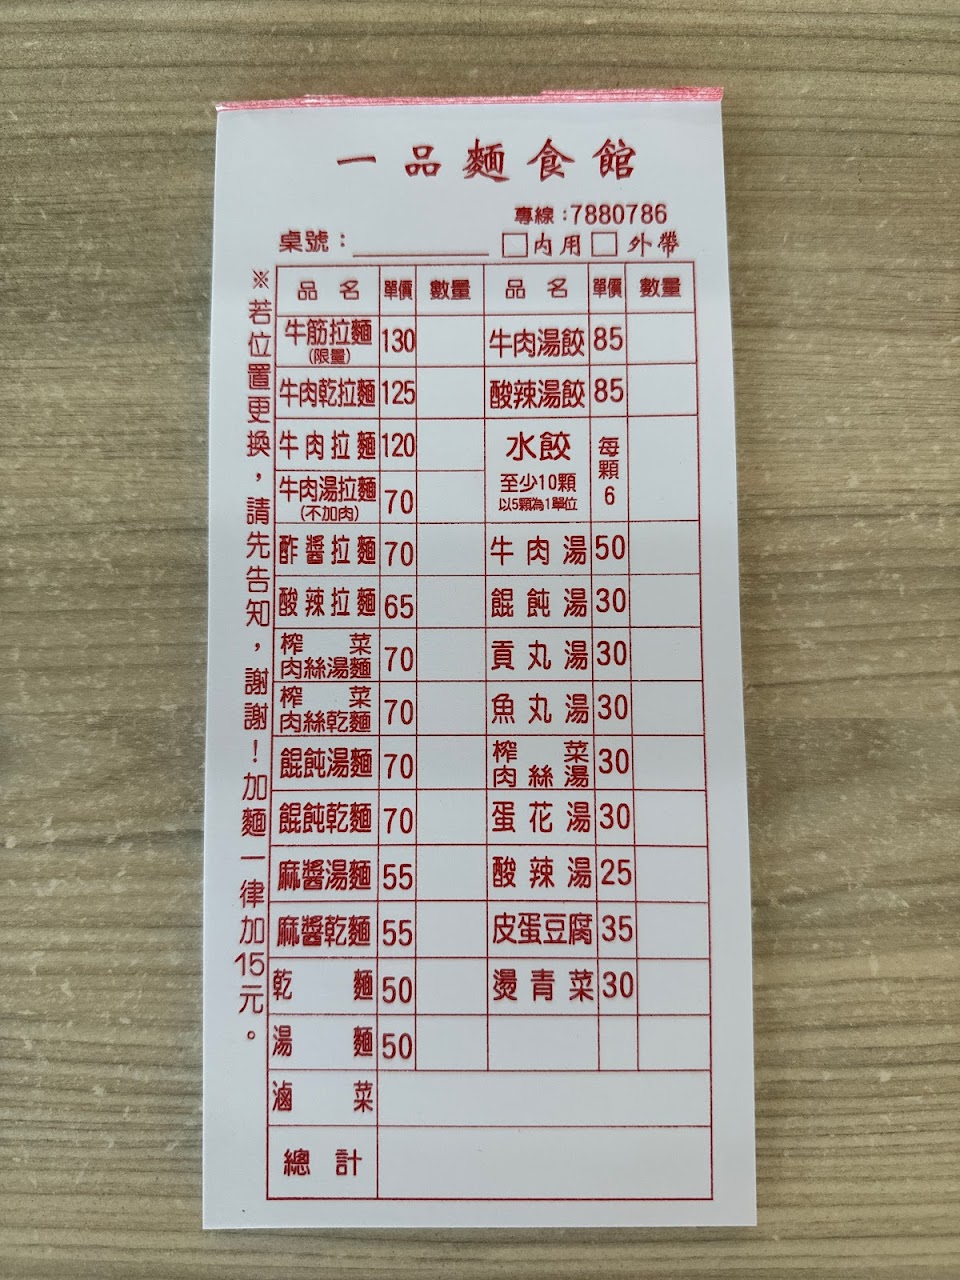 一品麵食館
專線:7880786
桌號：________ □內用 □外帶
※若位置更換，請先告知，謝謝！加麵一律加15元。
品名 單價 數量 品名 單價 數量
牛筋拉麵 130 牛肉湯餃 85
(限量)
牛肉乾拉麵 125 酸辣湯餃 85
牛肉拉麵 120 水餃 每顆6
至少10顆
以5顆為1單位
牛肉湯拉麵 70
(不加肉)
酢醬拉麵 70 牛肉湯 50
酸辣拉麵 65 餛飩湯 30
榨菜 70 貢丸湯 30
肉絲湯麵
榨菜 70 魚丸湯 30
肉絲乾麵
餛飩湯麵 70 榨菜 30
肉絲湯
餛飩乾麵 70 蛋花湯 30
麻醬湯麵 55 酸辣湯 25
麻醬乾麵 55 皮蛋豆腐 35
乾麵 50 燙青菜 30
湯麵 50
滷菜
總計